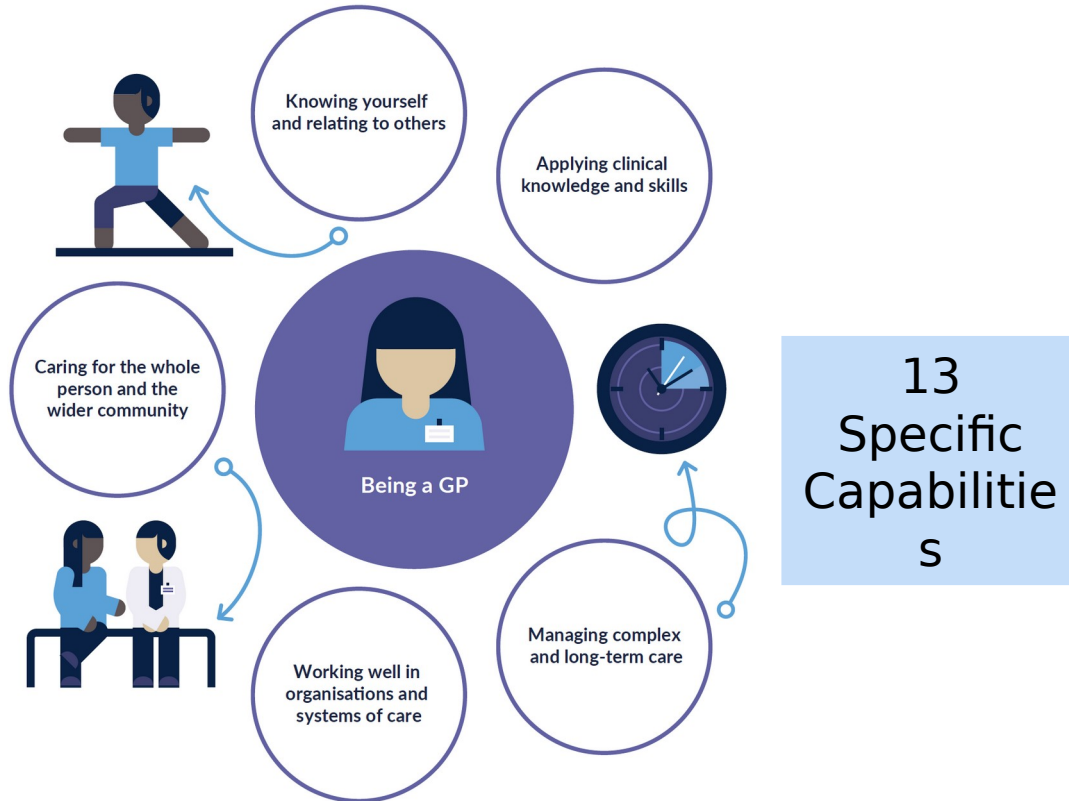 Knowing yourself
and relating to others
Applying clinical
knowledge and skills
Caring for the whole
person and the
wider community
Being a GP
13
Specific
Capabilitie
s
Managing complex
and long-term care
Working well in
organisations and
systems of care